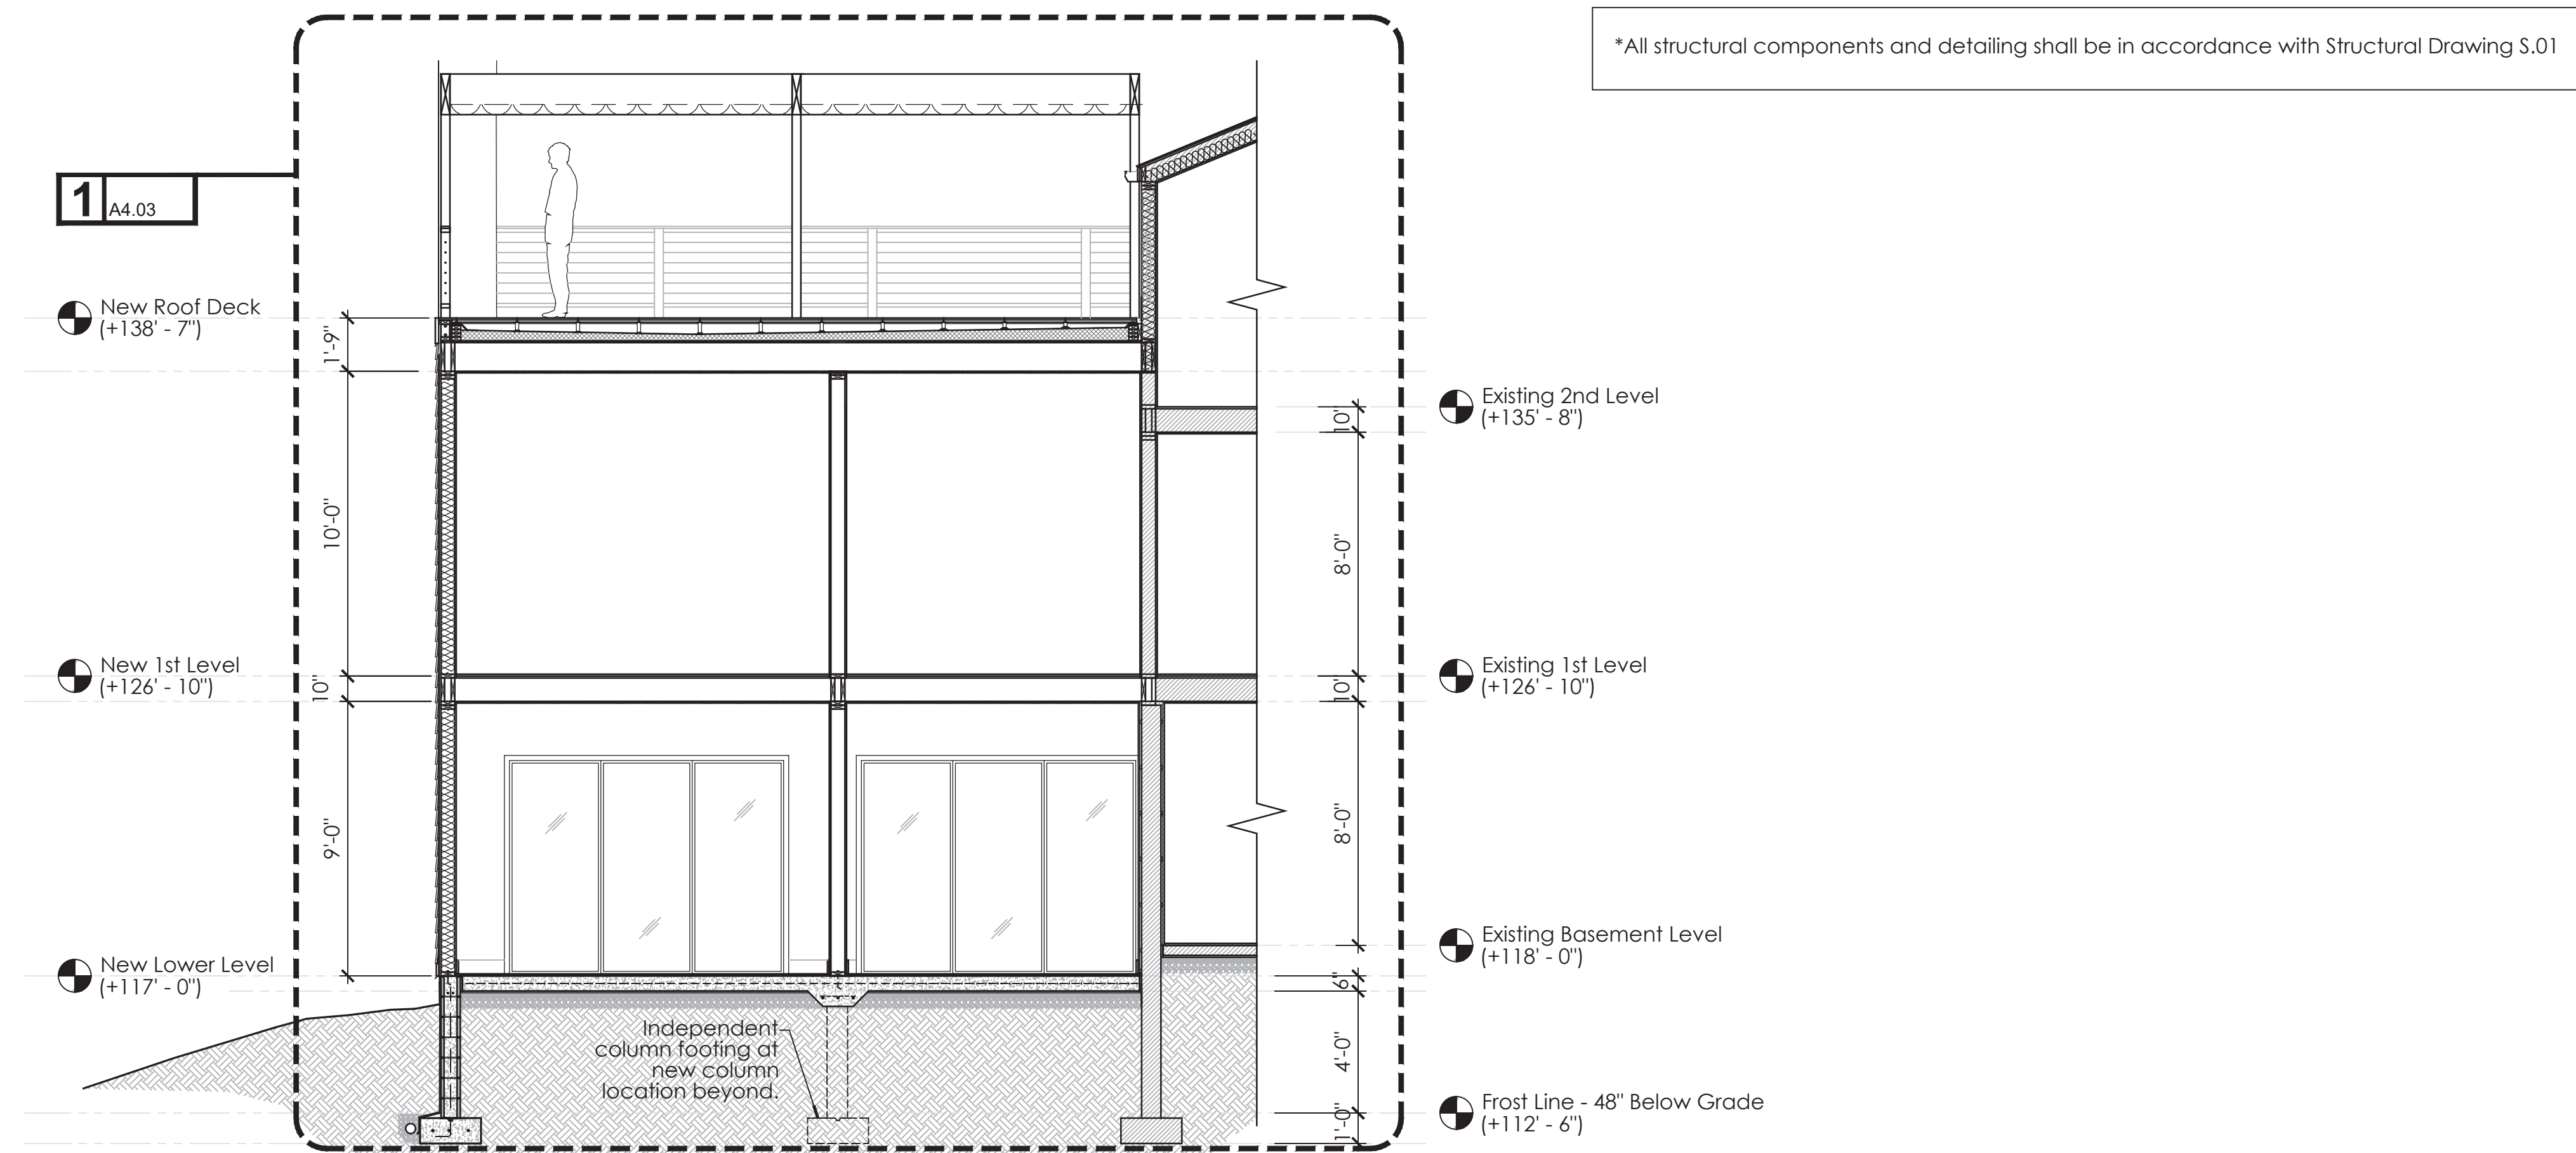 *All structural components and detailing shall be in accordance with Structural Drawing S.01
1
A4.03
New Roof Deck
(+138' - 7")
1'-9"
Existing 2nd Level
(+135' - 8")
10"
10'-0"
8'-0"
New 1st Level
(+126' - 10")
10"
Existing 1st Level
(+126' - 10")
10"
9'-0"
8'-0"
Existing Basement Level
(+118' - 0")
New Lower Level
(+117' - 0")
6"
Independent
column footing at
new column
location beyond.
4'-0"
Frost Line - 48" Below Grade
(+112' - 6")
1'-0"